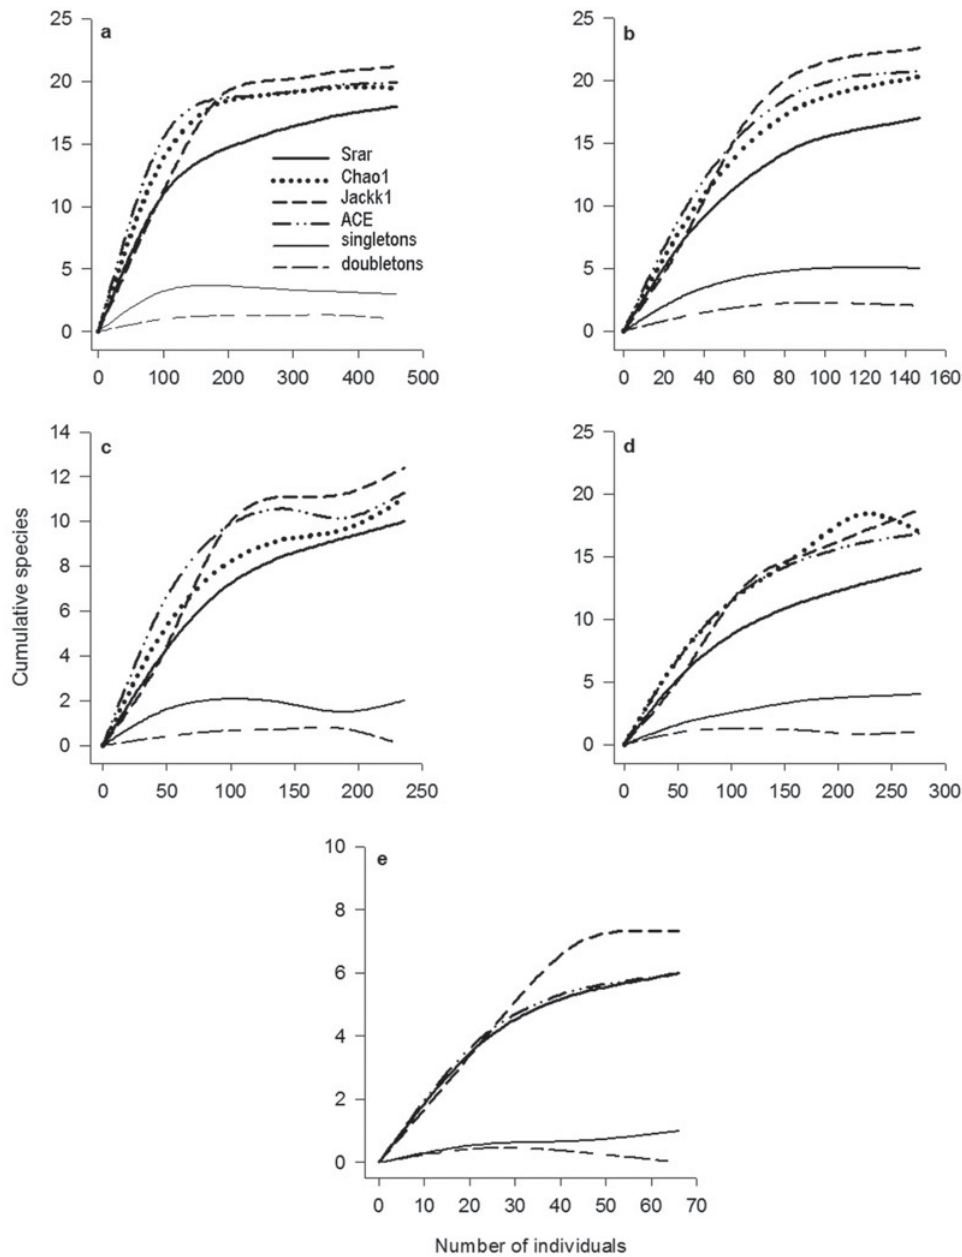 a
25
20
15
10
5
0
0 100 200 300 400 500
Srar
Chao1
Jackk1
ACE
singletons
doubletons
b
25
20
15
10
5
0
0 20 40 60 80 100 120 140 160
Cumulative species
c
14
12
10
8
6
4
2
0
0 50 100 150 200 250
d
25
20
15
10
5
0
0 50 100 150 200 250 300
e
10
8
6
4
2
0
0 10 20 30 40 50 60 70
Number of individuals